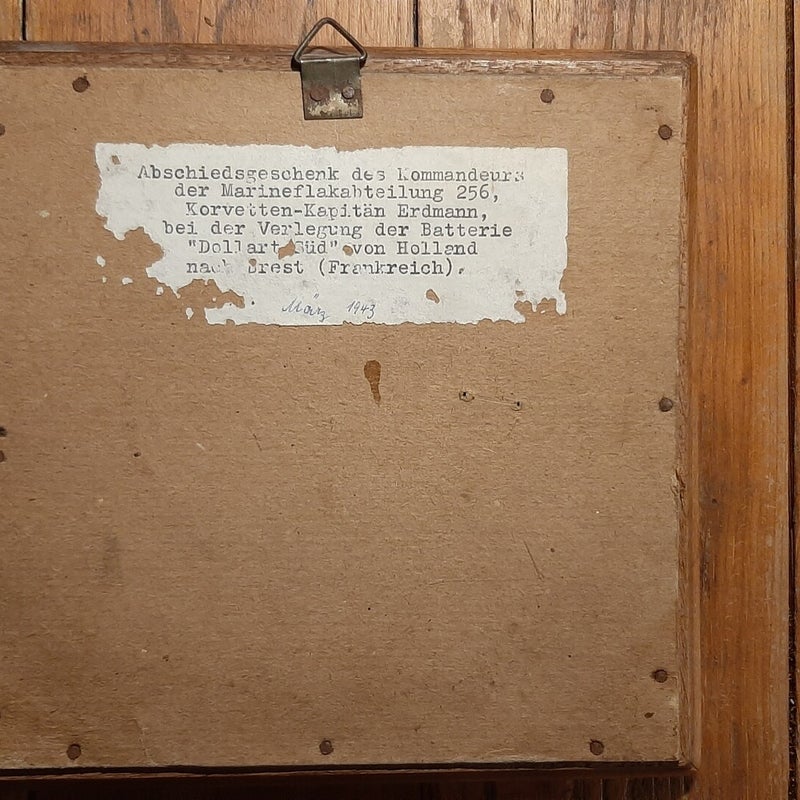 Abschiedsgeschenk des Kommandeurs
der Marineflakabteilung 256,
Korvetten-Kapitän Erdmann,
bei der Verlegung der Batterie
"Dollart Süd" von Holland
nach Brest (Frankreich).
März 1943